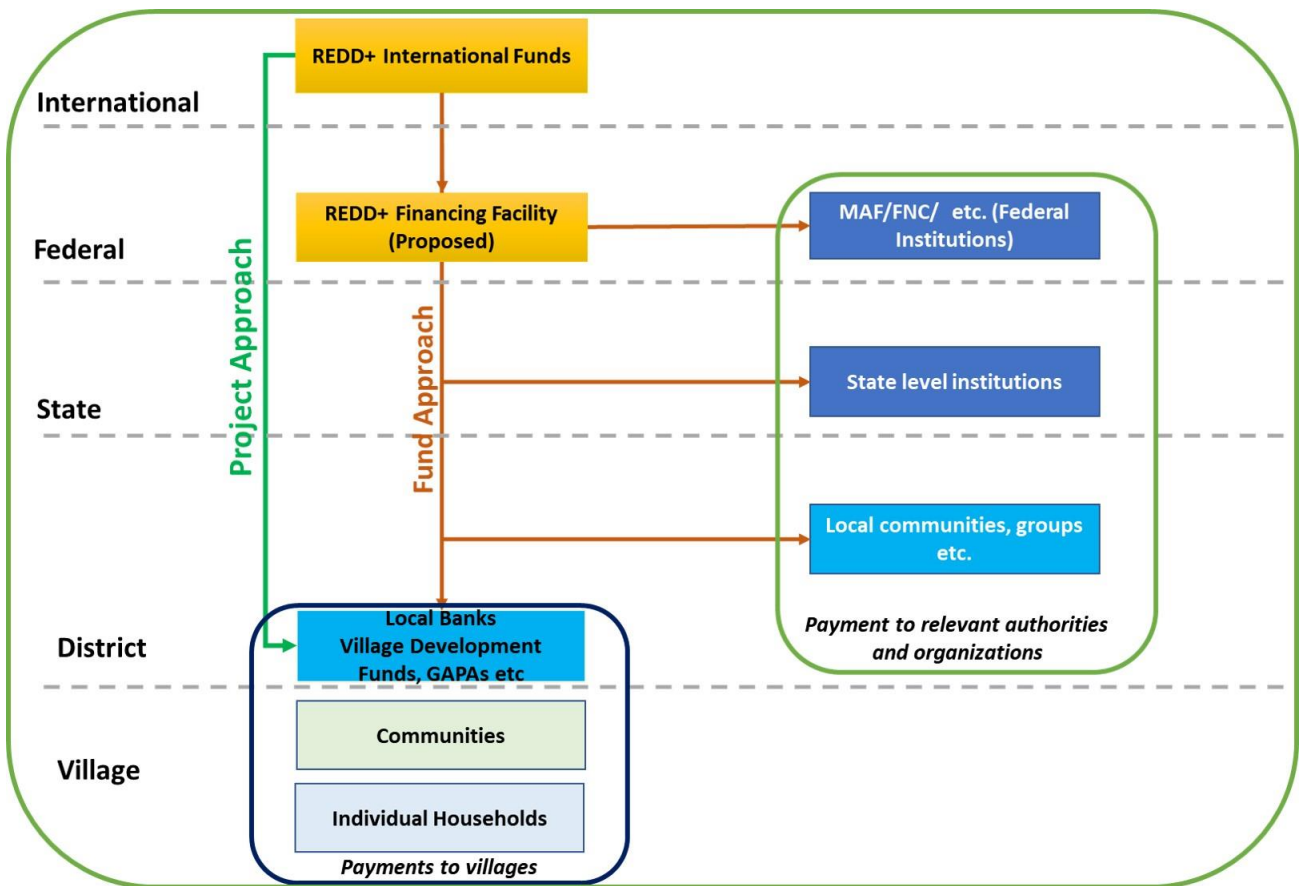 REDD+ International Funds
International
REDD+ Financing Facility
(Proposed)
MAF/FNC/ etc. (Federal
Institutions)
Federal
Project Approach
Fund Approach
State level institutions
State
Local communities, groups
etc.
Local Banks
Village Development
Funds, GAPAs etc
District
Payment to relevant authorities
and organizations
Communities
Village
Individual Households
Payments to villages